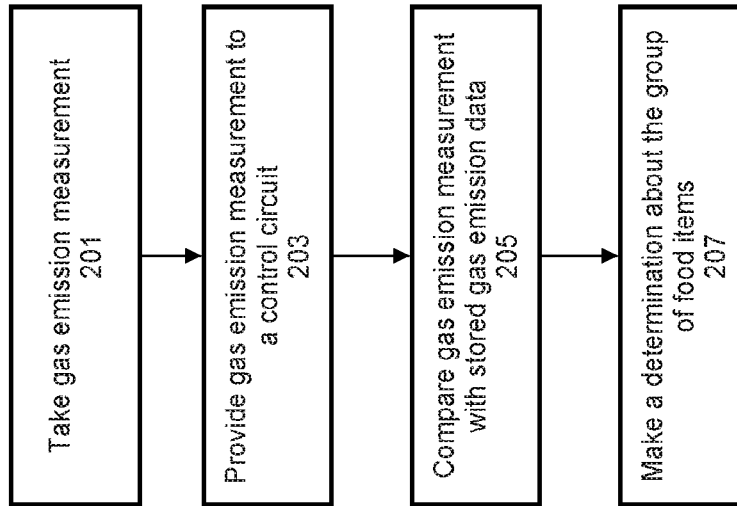 Take gas emission measurement
201
Provide gas emission measurement to
a control circuit
203
Compare gas emission measurement
with stored gas emission data
205
Make a determination about the group
of food items
207